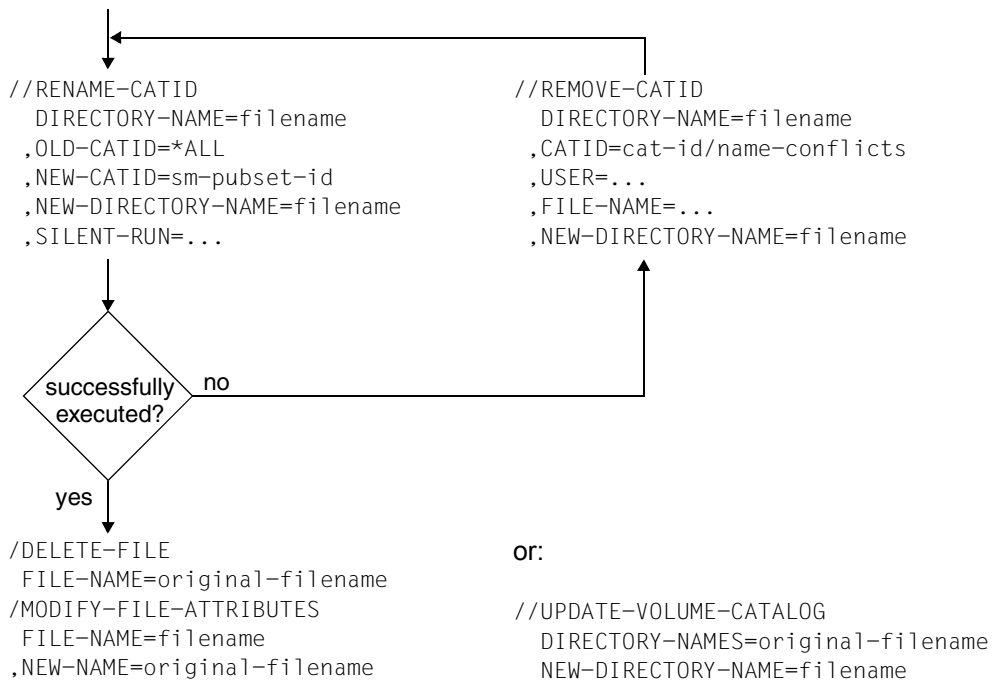 //RENAME-CATID
DIRECTORY-NAME=filename
,OLD-CATID=*ALL
,NEW-CATID=sm-pubset-id
,NEW-DIRECTORY-NAME=filename
,SILENT-RUN=...
//REMOVE-CATID
DIRECTORY-NAME=filename
,CATID=cat-id/name-conflicts
,USER=...
,FILE-NAME=...
,NEW-DIRECTORY-NAME=filename
successfully
executed?
no
yes
/DELETE-FILE
FILE-NAME=original-filename
/MODIFY-FILE-ATTRIBUTES
FILE-NAME=filename
,NEW-NAME=original-filename
or:
//UPDATE-VOLUME-CATALOG
DIRECTORY-NAMES=original-filename
NEW-DIRECTORY-NAME=filename